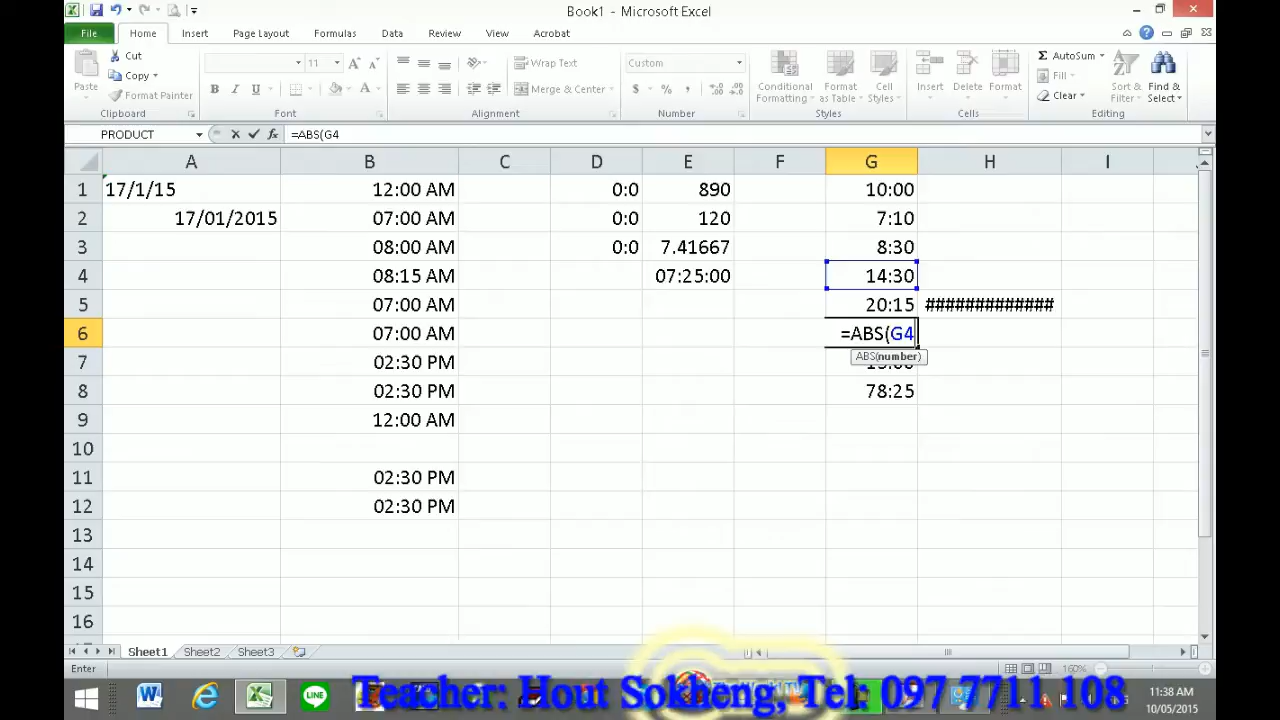 Book1 - Microsoft Excel
File Home Insert Page Layout Formulas Data Review View Acrobat
Cut
Copy
Format Painter
Paste
Clipboard
11
Font
Wrap Text
Merge & Center
Alignment
Custom
Number
Conditional Formatting
Format as Table
Cell Styles
Styles
Insert Delete Format
Cells
AutoSum
Fill
Clear
Sort & Filter
Find & Select
Editing
PRODUCT =ABS(G4
A B C D E F G H I
1 17/1/15 12:00 AM 0:0 890 10:00
2 17/01/2015 07:00 AM 0:0 120 7:10
3 08:00 AM 0:0 7.41667 8:30
4 08:15 AM 07:25:00 14:30
5 07:00 AM 20:15 #############
6 07:00 AM =ABS(G4
ABS(number)
7 02:30 PM
8 02:30 PM 78:25
9 12:00 AM
10
11 02:30 PM
12 02:30 PM
13
14
15
16
Sheet1 Sheet2 Sheet3
Enter 160%
Teacher: Hout Sokheng, Tel: 097 7711 108
11:38 AM
10/05/2015